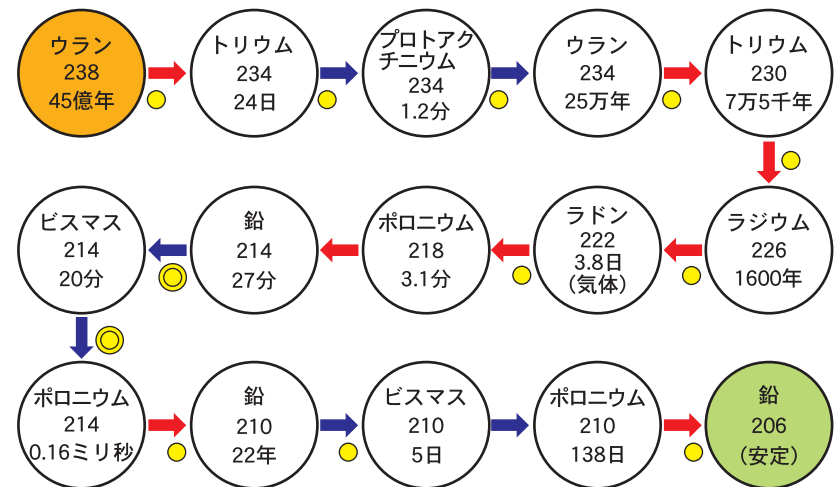 ウラン
238
45億年
トリウム
234
24日
プロトアク
チニウム
234
1.2分
ウラン
234
25万年
トリウム
230
7万5千年
ビスマス
214
20分
鉛
214
27分
ポロニウム
218
3.1分
ラドン
222
3.8日
（気体）
ラジウム
226
1600年
ポロニウム
214
0.16ミリ秒
鉛
210
22年
ビスマス
210
5日
ポロニウム
210
138日
鉛
206
（安定）